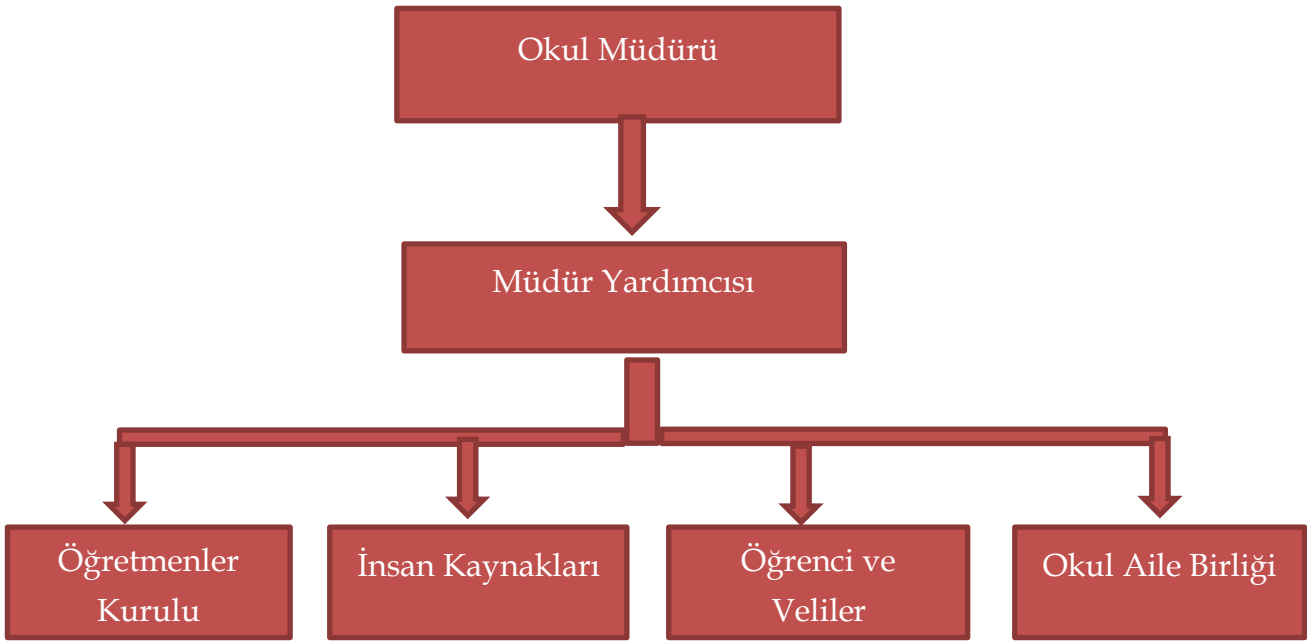 Okul Müdürü
Müdür Yardımcısı
Öğretmenler
Kurulu
İnsan Kaynakları
Öğrenci ve
Veliler
Okul Aile Birliği